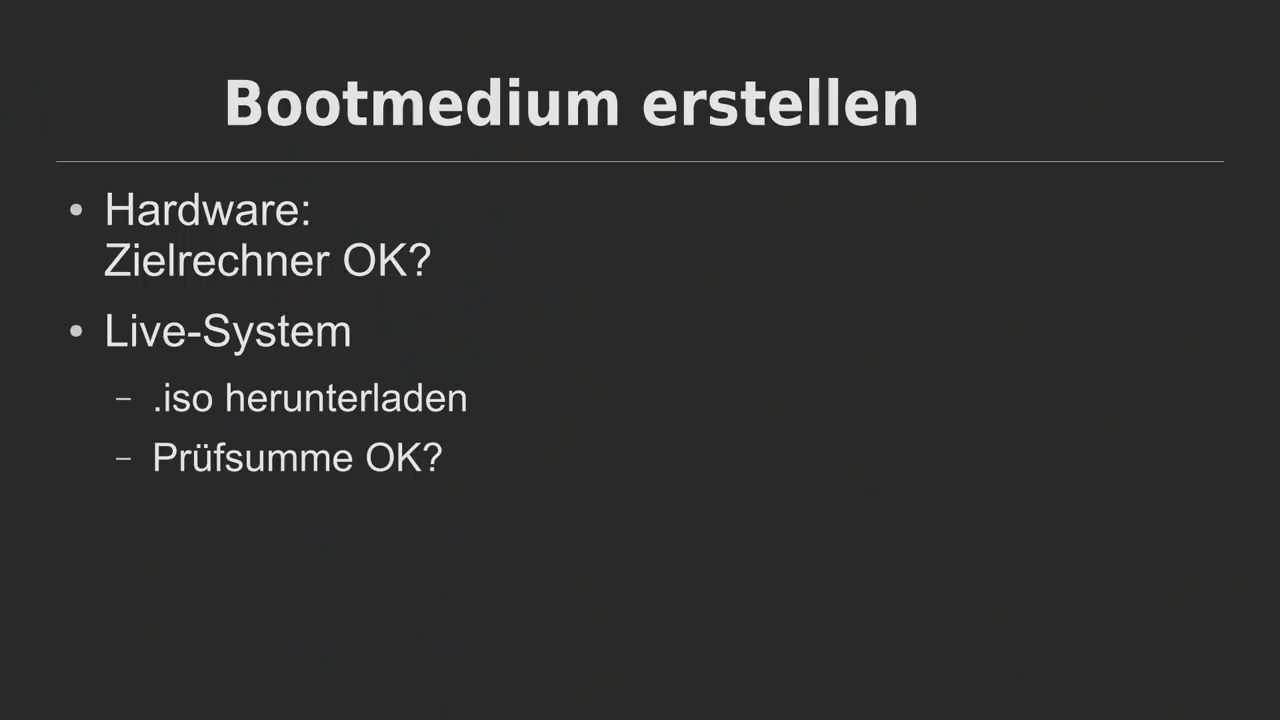 Bootmedium erstellen
• Hardware:
Zielrechner OK?
• Live-System
– .iso herunterladen
– Prüfsumme OK?